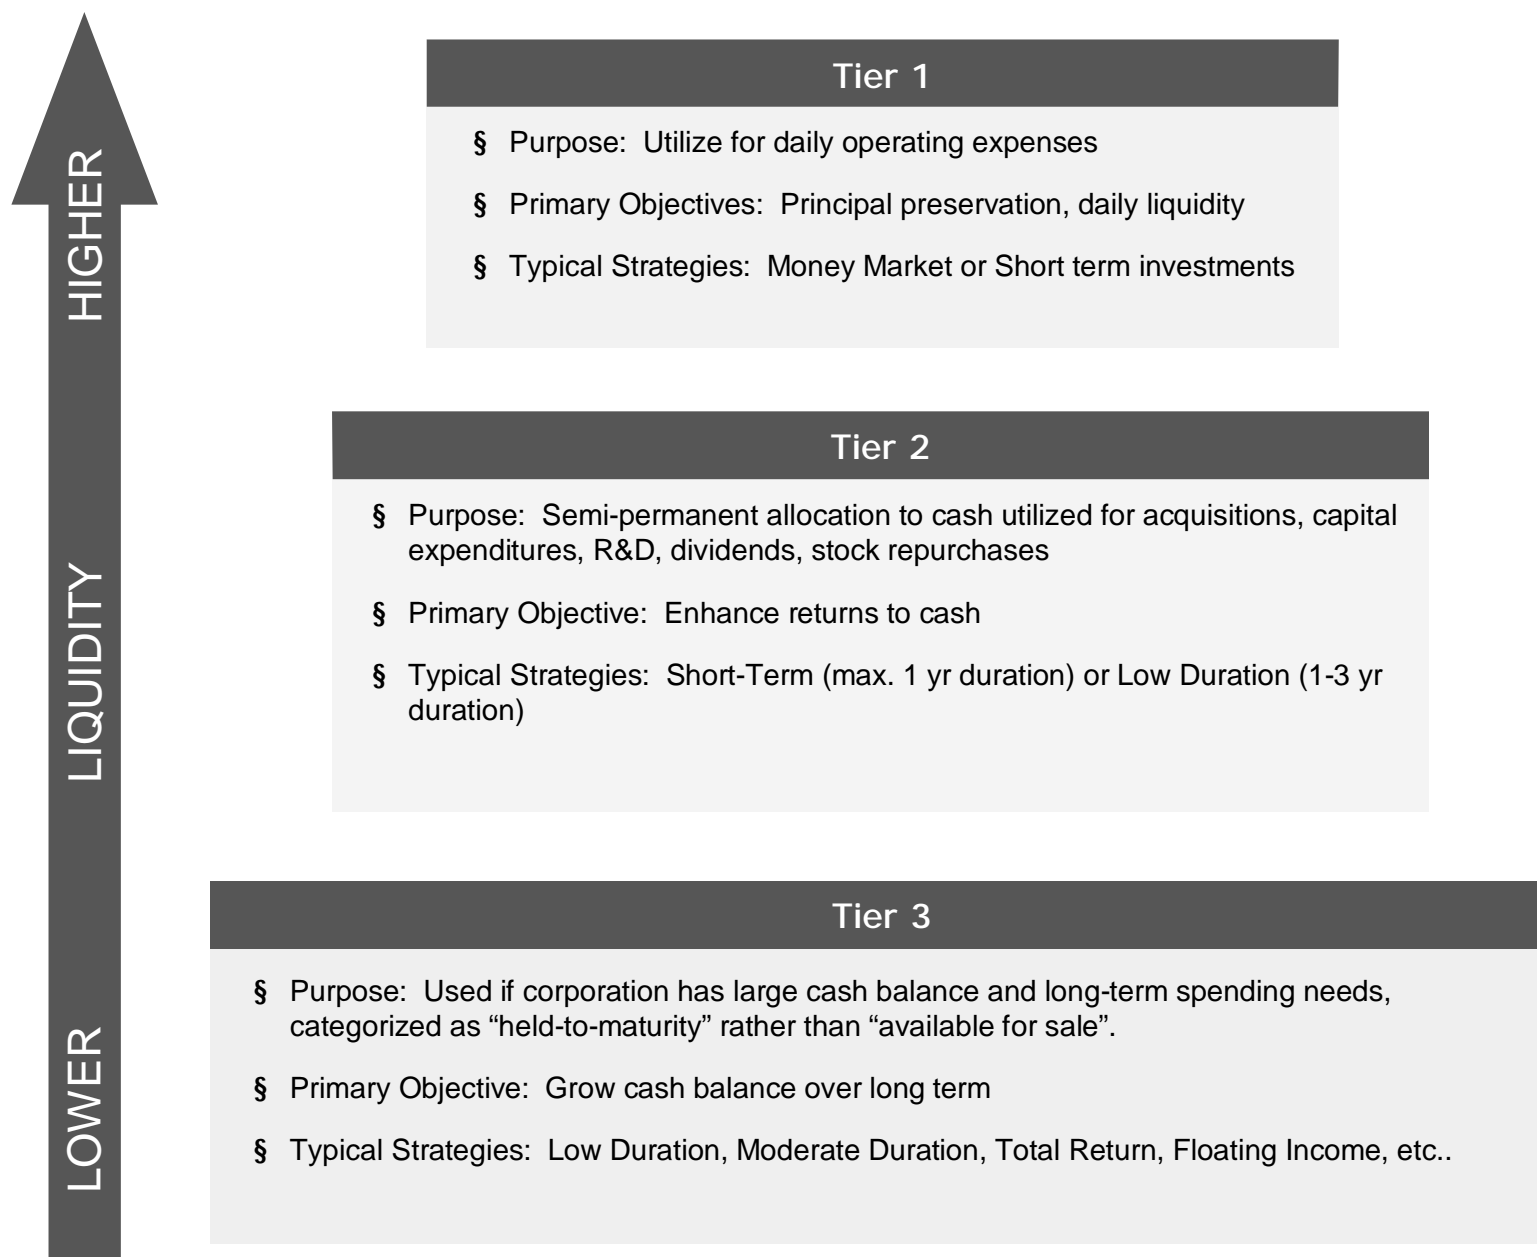 HIGHER
LIQUIDITY
LOWER
Tier 1
§ Purpose:  Utilize for daily operating expenses
§ Primary Objectives:  Principal preservation, daily liquidity
§ Typical Strategies:  Money Market or Short term investments
Tier 2
§ Purpose:  Semi-permanent allocation to cash utilized for acquisitions, capital
expenditures, R&D, dividends, stock repurchases
§ Primary Objective:  Enhance returns to cash
§ Typical Strategies:  Short-Term (max. 1 yr duration) or Low Duration (1-3 yr
duration)
Tier 3
§ Purpose:  Used if corporation has large cash balance and long-term spending needs,
categorized as “held-to-maturity” rather than “available for sale”.
§ Primary Objective:  Grow cash balance over long term
§ Typical Strategies:  Low Duration, Moderate Duration, Total Return, Floating Income, etc..